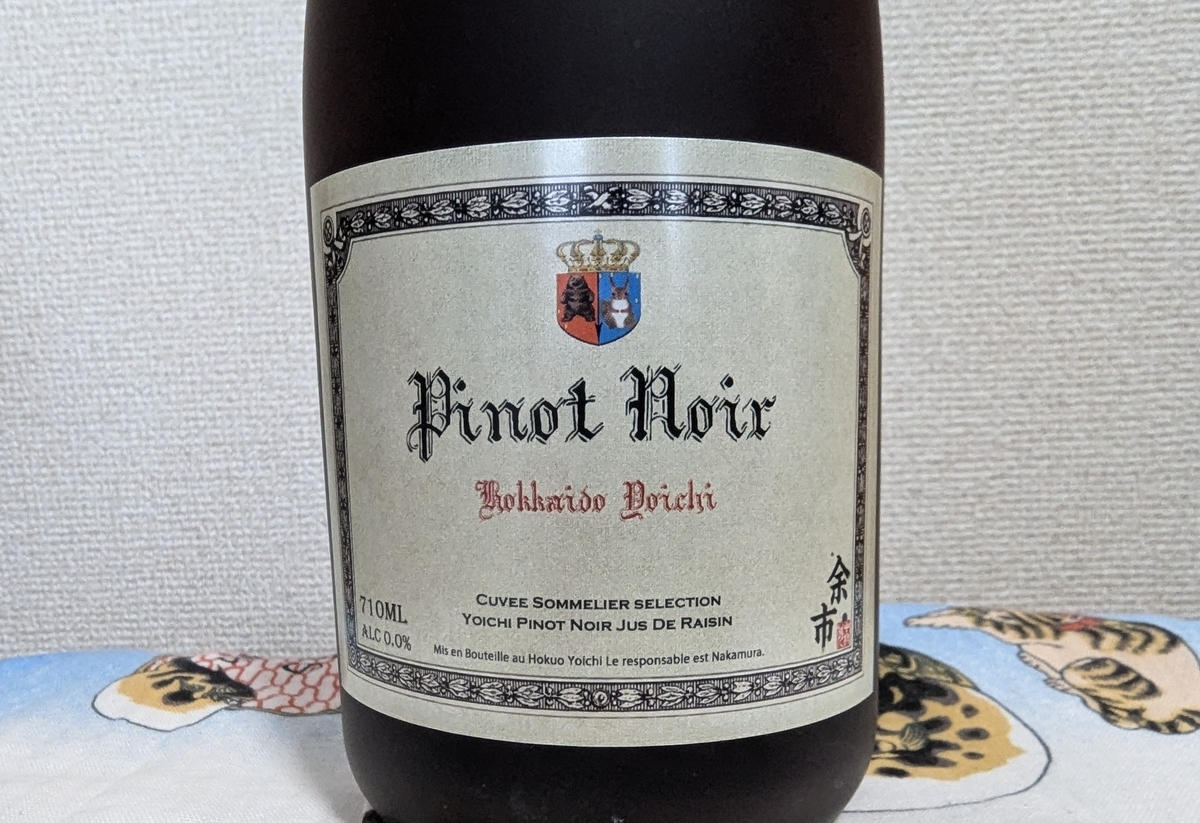 Pinot Noir
Hokkaido Yoichi
余市
710ML
ALC 0.0%
CUVEE SOMMELIER SELECTION
YOICHI PINOT NOIR JUS DE RAISIN
Mis en Bouteille au Hokuo Yoichi Le responsable est Nakamura.